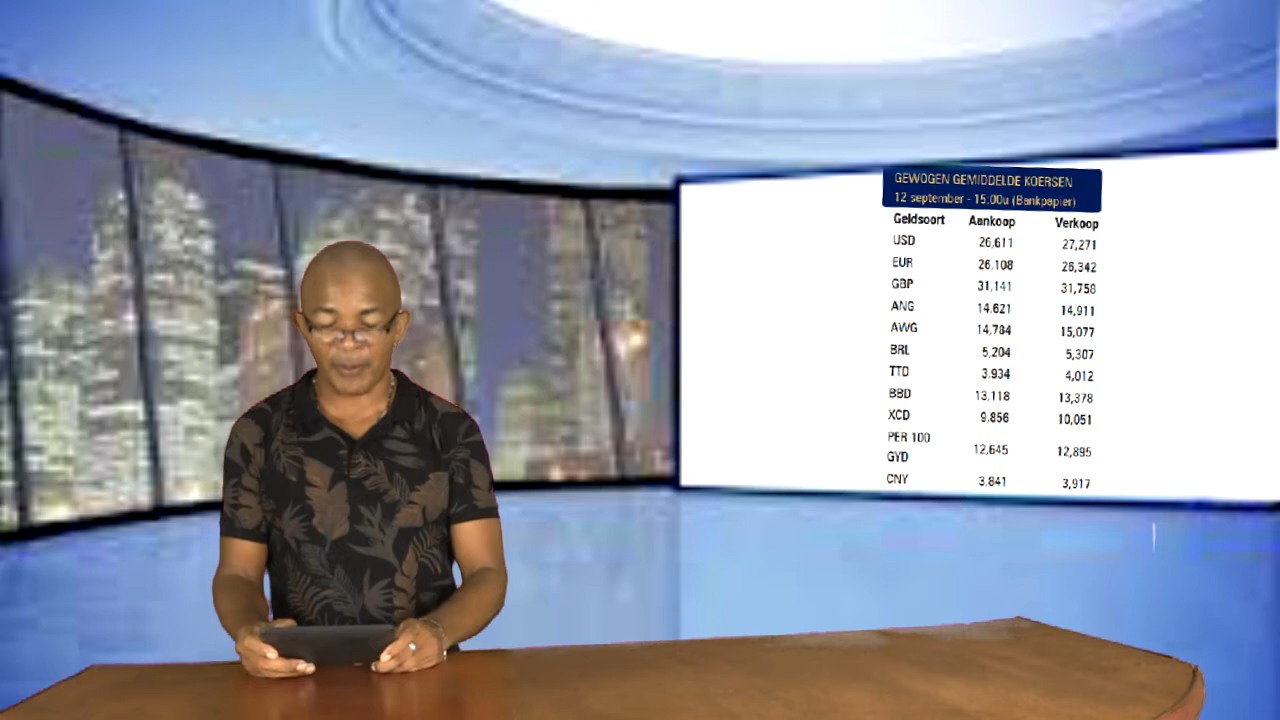 GEWOGEN GEMIDDELDE KOERSEN
12 september - 15:00u (Bankpapier)
Geldsoort Aankoop Verkoop
USD 26,611 27,271
EUR 26,108 26,342
GBP 31,141 31,758
ANG 14.621 14.911
AWG 14,784 15,077
BRL 5,204 5,307
TTD 3.934 4,012
BBD 13,118 13,378
XCD 9,856 10,051
PER 100
GYD 12,645 12,895
CNY 3,841 3,917